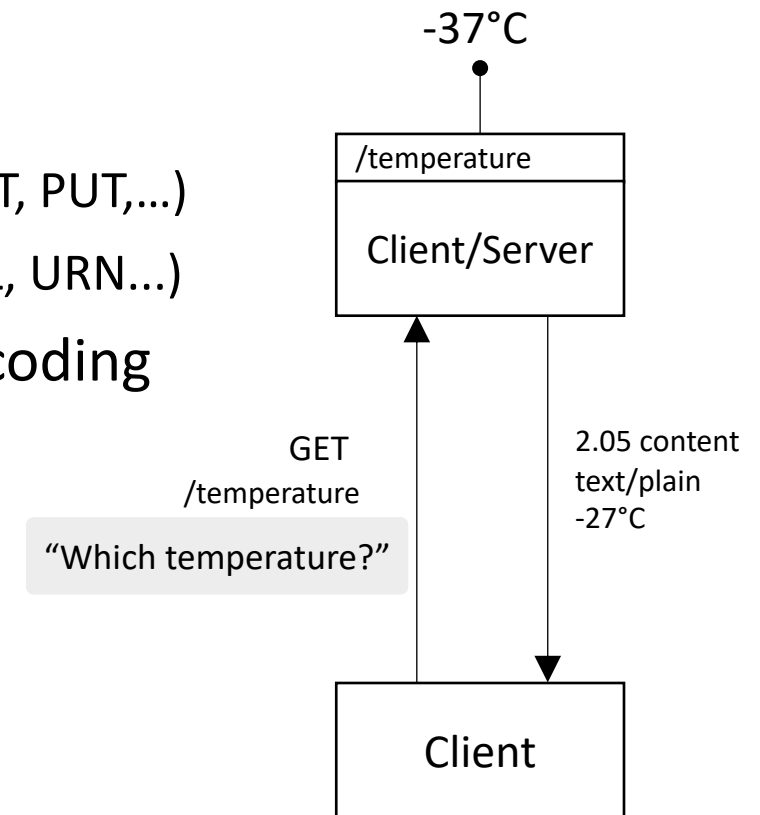 -37°C
/temperature
T, PUT,...)
Client/Server
, URN...)
coding
GET
/temperature
“Which temperature?”
2.05 content
text/plain
-27°C
Client